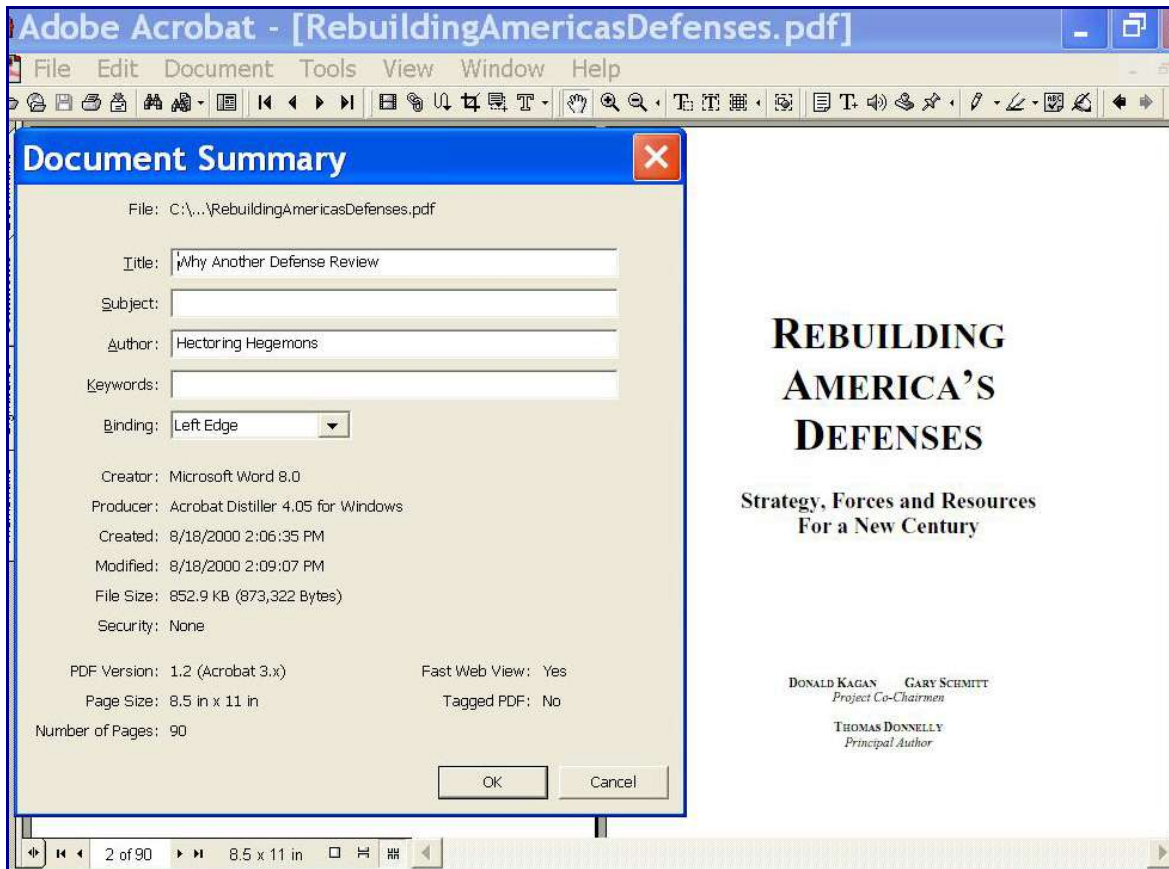 Adobe Acrobat - [RebuildingAmericasDefenses.pdf]
File Edit Document Tools View Window Help
Document Summary
File: C:\...\RebuildingAmericasDefenses.pdf
Title: Why Another Defense Review
Subject:
Author: Hectoring Hegemons
Keywords:
Binding: Left Edge
Creator: Microsoft Word 8.0
Producer: Acrobat Distiller 4.05 for Windows
Created: 8/18/2000 2:06:35 PM
Modified: 8/18/2000 2:09:07 PM
File Size: 852.9 KB (873,322 Bytes)
Security: None
PDF Version: 1.2 (Acrobat 3.x) Fast Web View: Yes
Page Size: 8.5 in x 11 in Tagged PDF: No
Number of Pages: 90
OK Cancel
REBUILDING
AMERICA'S
DEFENSES
Strategy, Forces and Resources
For a New Century
DONALD KAGAN GARY SCHMITT
Project Co-Chairmen
THOMAS DONNELLY
Principal Author
2 of 90 8.5 x 11 in